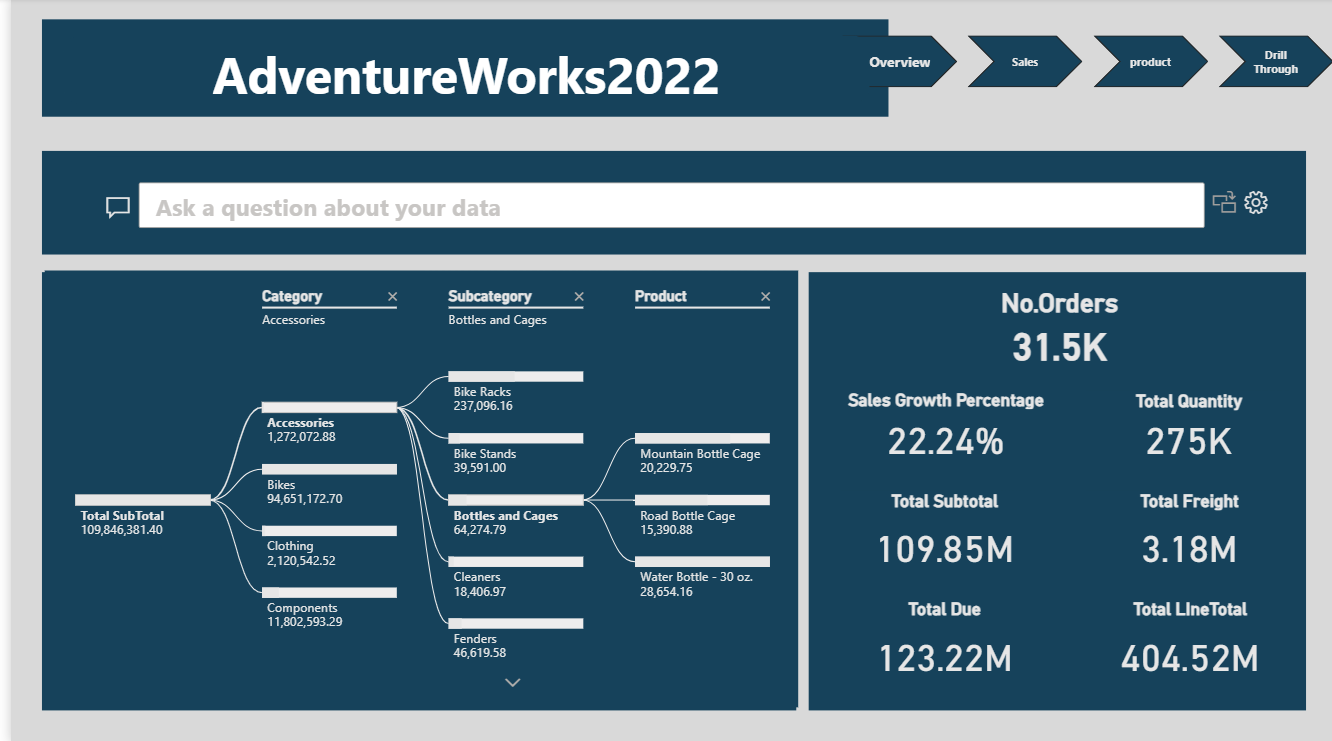 AdventureWorks2022
Overview
Sales
product
Drill
Through
Ask a question about your data
Category
Accessories
Subcategory
Bottles and Cages
Product
Total SubTotal
109,846,381.40
Accessories
1,272,072.88
Bikes
94,651,172.70
Clothing
2,120,542.52
Components
11,802,593.29
Bike Racks
237,096.16
Bike Stands
39,591.00
Bottles and Cages
64,274.79
Cleaners
18,406.97
Fenders
46,619.58
Mountain Bottle Cage
20,229.75
Road Bottle Cage
15,390.88
Water Bottle - 30 oz.
28,654.16
No.Orders
31.5K
Sales Growth Percentage
22.24%
Total Quantity
275K
Total Subtotal
109.85M
Total Freight
3.18M
Total Due
123.22M
Total LIneTotal
404.52M